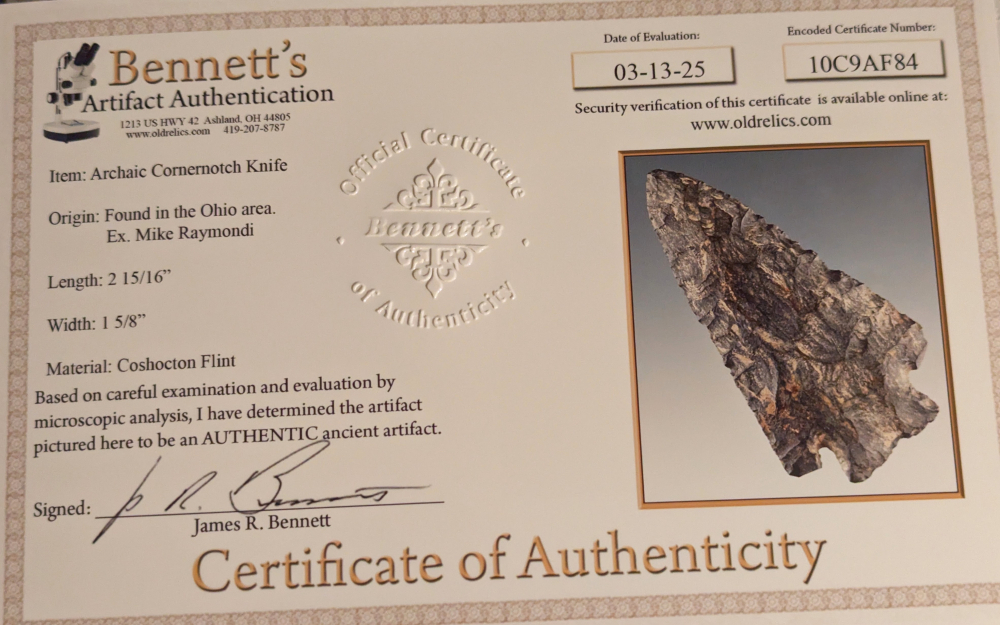 Bennett's
Artifact Authentication
1213 US HWY 42 Ashland, OH 44805
www.oldrelics.com 419-207-8787
Date of Evaluation:
03-13-25
Encoded Certificate Number:
10C9AF84
Security verification of this certificate is available online at:
www.oldrelics.com
Item: Archaic Cornernotch Knife
Origin: Found in the Ohio area.
Ex. Mike Raymondi
Length: 2 15/16"
Width: 1 5/8"
Material: Coshocton Flint
Based on careful examination and evaluation by
microscopic analysis, I have determined the artifact
pictured here to be an AUTHENTIC ancient artifact.
Official Certificate
Bennett's
of Authenticity
Signed: J. R. Bennett
James R. Bennett
Certificate of Authenticity